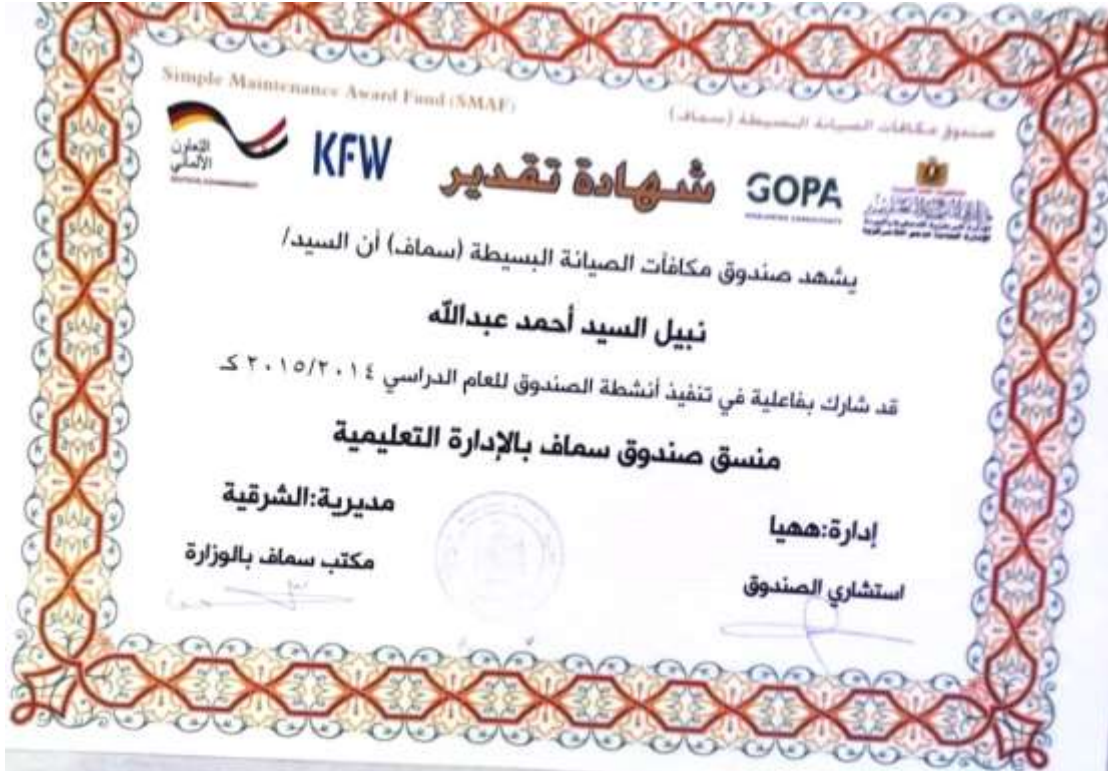 Simple Maintenance Award Fund (SMAF)
صندوق مكافآت الصيانة البسيطة (سماف)
التعاون
الألماني
KFW
شهادة تقدير
GOPA
يشهد صندوق مكافآت الصيانة البسيطة (سماف) أن السيد/
نبيل السيد أحمد عبدالله
قد شارك بفاعلية في تنفيذ أنشطة الصندوق للعام الدراسي ٢٠١٥/٢٠١٤ كـ
منسق صندوق سماف بالإدارة التعليمية
إدارة:ههيا
مديرية:الشرقية
استشاري الصندوق
مكتب سماف بالوزارة